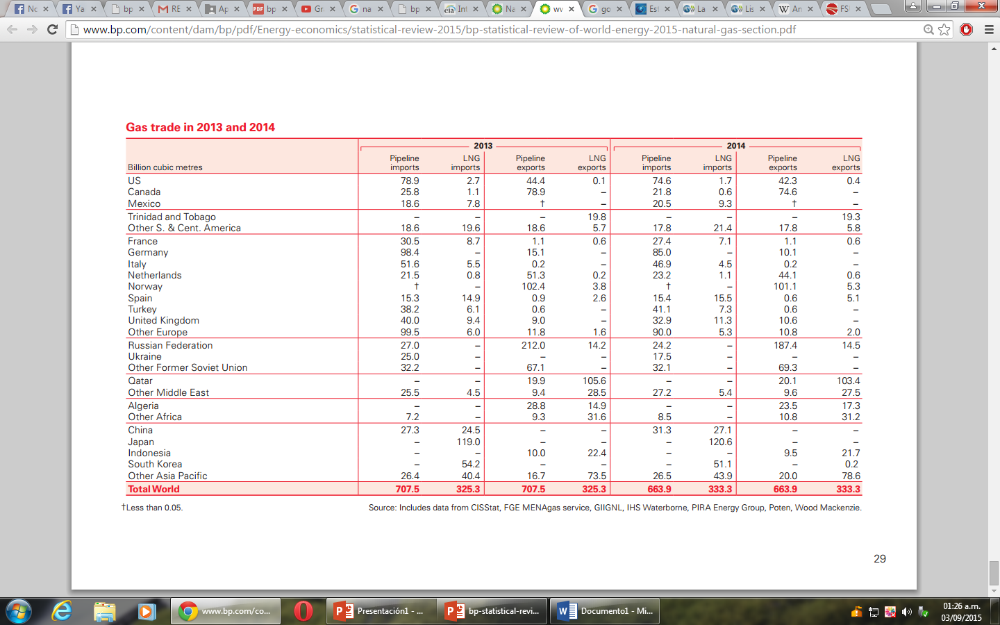 No
Ya
bp
RE
Ap
PDF bp
Gr
na
bp
eia Int
Na
wv
go
Est
La
Lis
W An
FS
www.bp.com/content/dam/bp/pdf/Energy-economics/statistical-review-2015/bp-statistical-review-of-world-energy-2015-natural-gas-section.pdf
Gas trade in 2013 and 2014
2013 2014
Pipeline LNG Pipeline LNG Pipeline LNG Pipeline LNG
Billion cubic metres imports imports exports exports imports imports exports exports
US 78.9 2.7 44.4 0.1 74.6 1.7 42.3 0.4
Canada 25.8 1.1 78.9 – 21.8 0.6 74.6 –
Mexico 18.6 7.8 † – 20.5 9.3 † –
Trinidad and Tobago – – – 19.8 – – – 19.3
Other S. & Cent. America 18.6 19.6 18.6 5.7 17.8 21.4 17.8 5.8
France 30.5 8.7 1.1 0.6 27.4 7.1 1.1 0.6
Germany 98.4 – 15.1 – 85.0 – 10.1 –
Italy 51.6 5.5 0.2 – 46.9 4.5 0.2 –
Netherlands 21.5 0.8 51.3 0.2 23.2 1.1 44.1 0.6
Norway † – 102.4 3.8 † – 101.1 5.3
Spain 15.3 14.9 0.9 2.6 15.4 15.5 0.6 5.1
Turkey 38.2 6.1 0.6 – 41.1 7.3 0.6 –
United Kingdom 40.0 9.4 9.0 – 32.9 11.3 10.6 –
Other Europe 99.5 6.0 11.8 1.6 90.0 5.3 10.8 2.0
Russian Federation 27.0 – 212.0 14.2 24.2 – 187.4 14.5
Ukraine 25.0 – – – 17.5 – – –
Other Former Soviet Union 32.2 – 67.1 – 32.1 – 69.3 –
Qatar – – 19.9 105.6 – – 20.1 103.4
Other Middle East 25.5 4.5 9.4 28.5 27.2 5.4 9.6 27.5
Algeria – – 28.8 14.9 – – 23.5 17.3
Other Africa 7.2 – 9.3 31.6 8.5 – 10.8 31.2
China 27.3 24.5 – – 31.3 27.1 – –
Japan – 119.0 – – – 120.6 – –
Indonesia – – 10.0 22.4 – – 9.5 21.7
South Korea – 54.2 – – – 51.1 – 0.2
Other Asia Pacific 26.4 40.4 16.7 73.5 26.5 43.9 20.0 78.6
Total World 707.5 325.3 707.5 325.3 663.9 333.3 663.9 333.3
†Less than 0.05. Source: Includes data from CISStat, FGE MENAgas service, GIIGNL, IHS Waterborne, PIRA Energy Group, Poten, Wood Mackenzie.
29
www.bp.com/co...
Presentación1 - ...
bp-statistical-revi...
Documento1 - Mi...
01:26 a.m.
03/09/2015